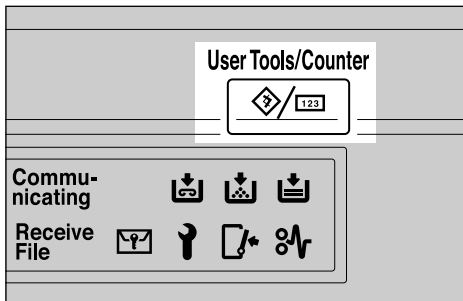 User Tools/Counter
123
Commu-
nicating
Receive
File